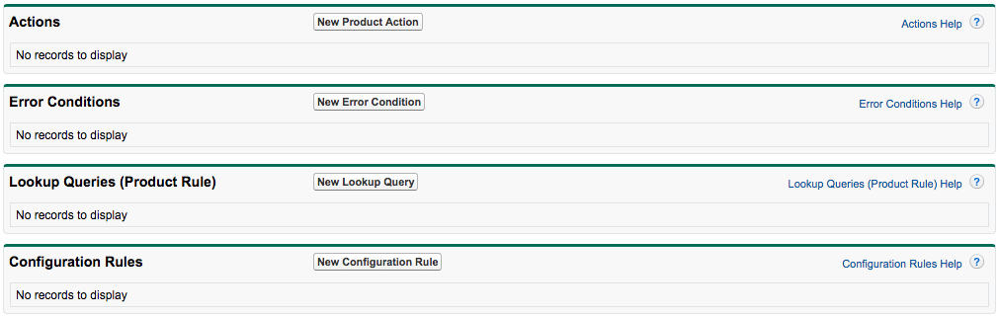 Actions New Product Action Actions Help ?
No records to display
Error Conditions New Error Condition Error Conditions Help ?
No records to display
Lookup Queries (Product Rule) New Lookup Query Lookup Queries (Product Rule) Help ?
No records to display
Configuration Rules New Configuration Rule Configuration Rules Help ?
No records to display